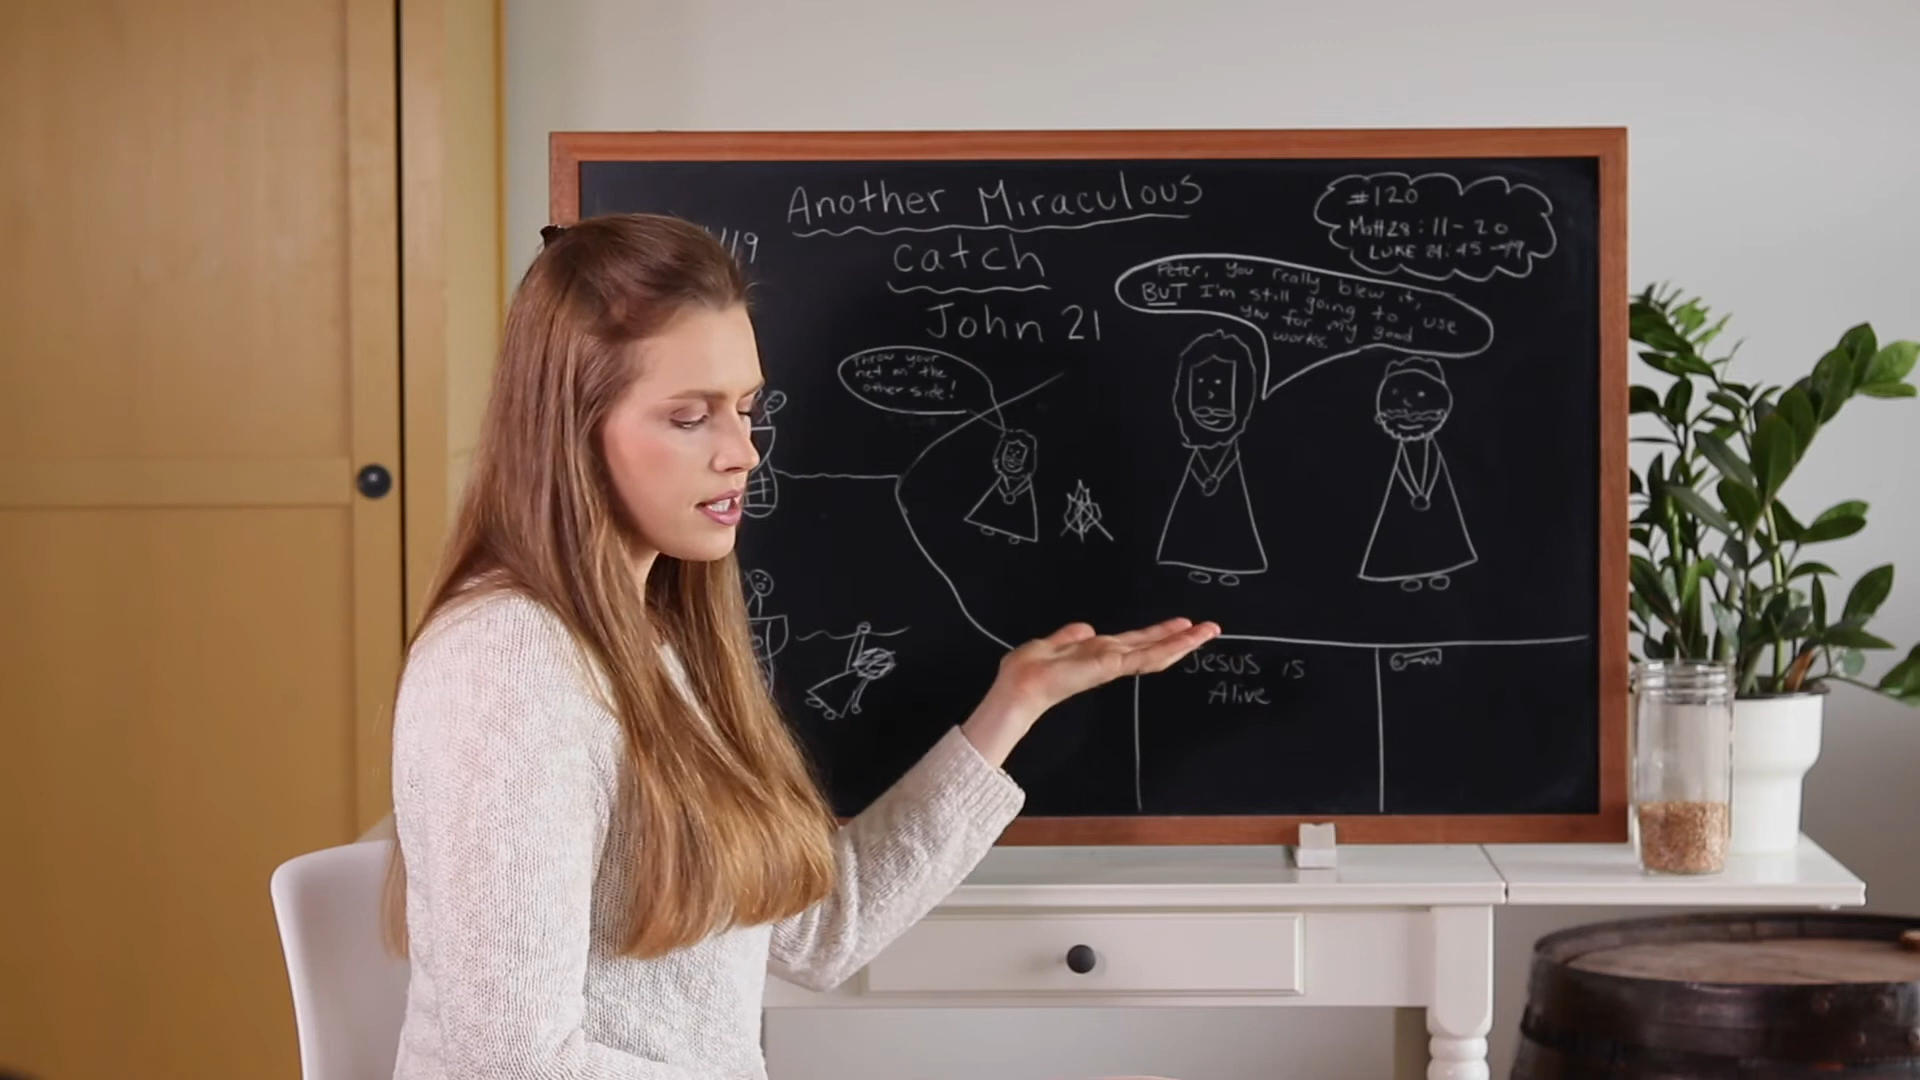 Another Miraculous
catch
John 21
#120
Matt 28:11-20
LUKE 24:45-49
Peter, you really blew it,
BUT I'm still going to use
you for my good
works.
Throw your
net on the
other side!
Jesus is
Alive